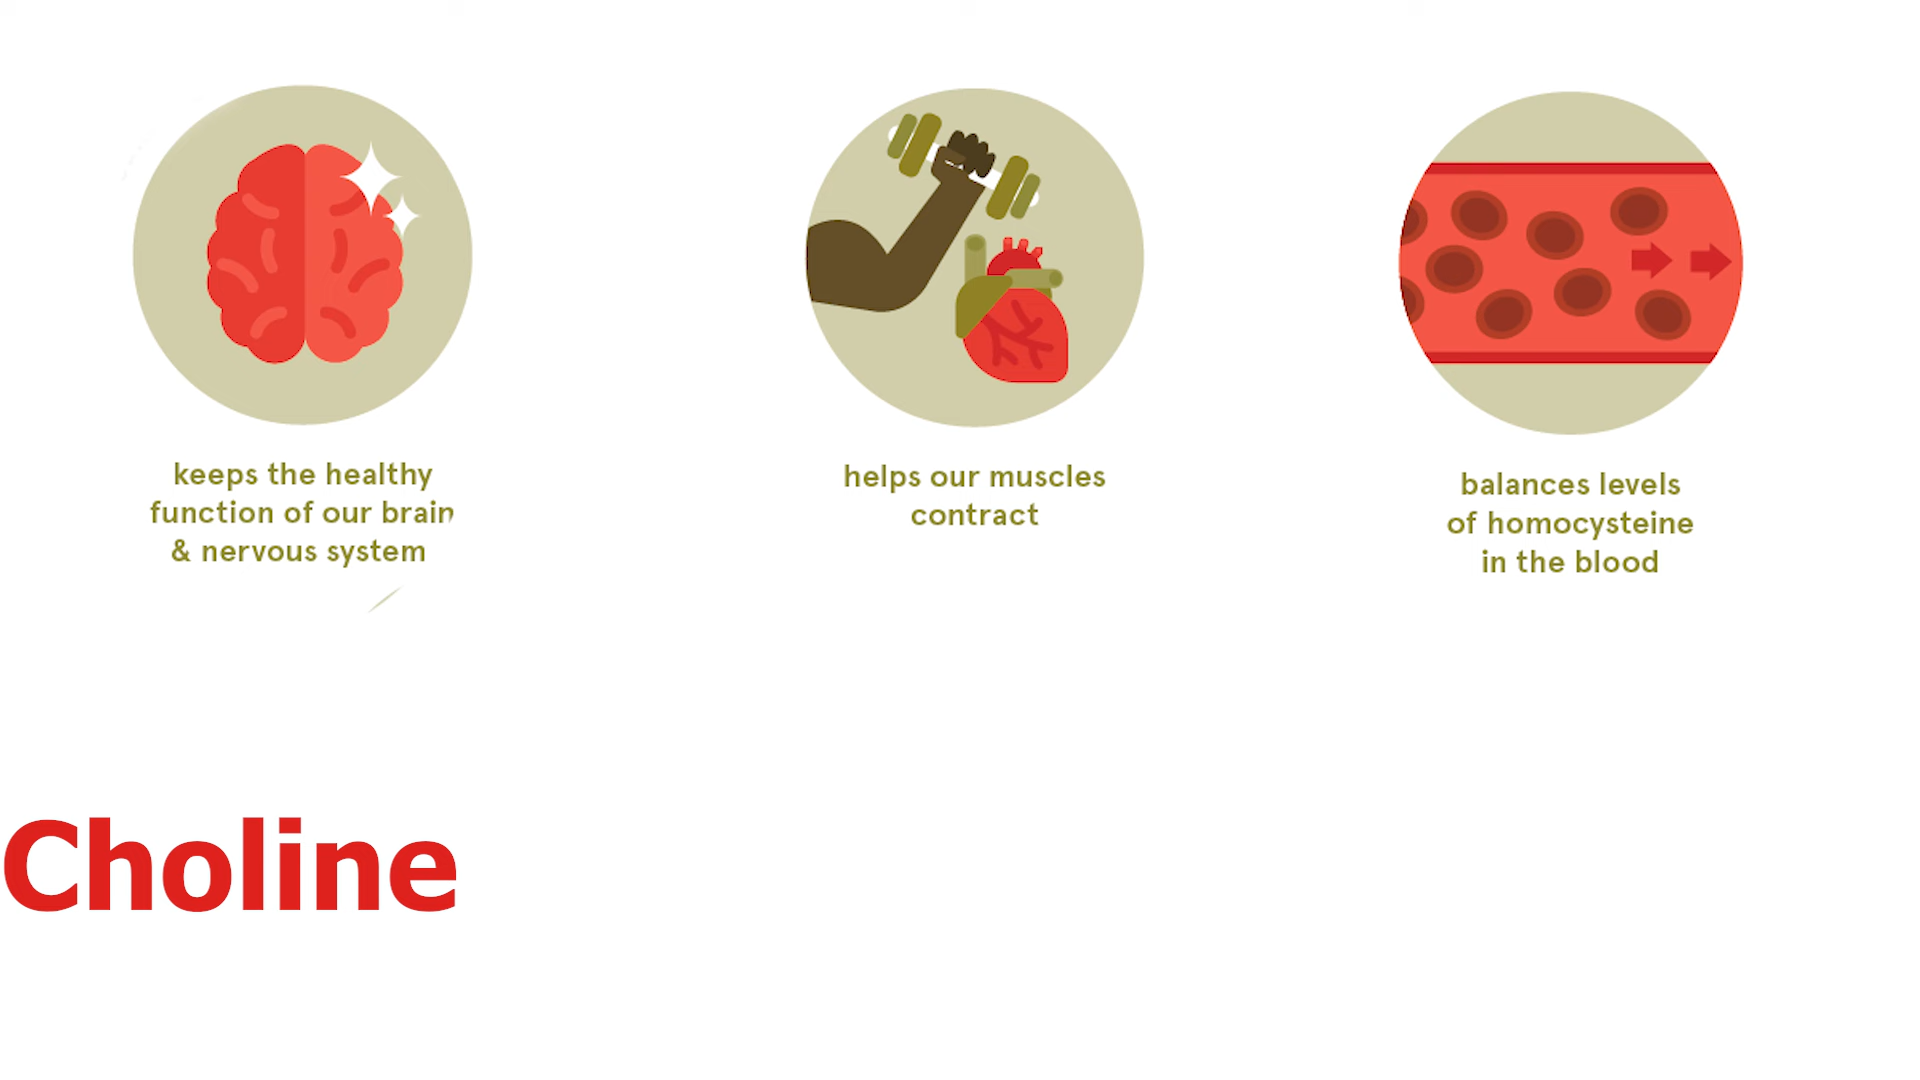 keeps the healthy
function of our brain
& nervous system
helps our muscles
contract
balances levels
of homocysteine
in the blood
Choline